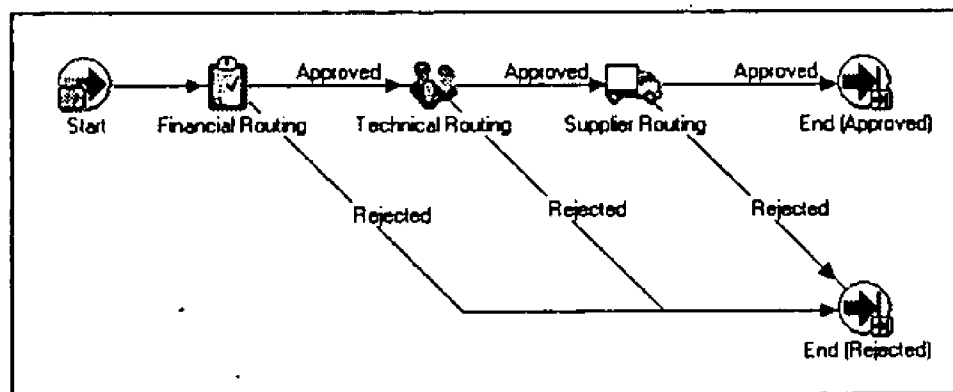 Approved Approved Approved
Start Financial Routing Technical Routing Supplier Routing End (Approved)
Rejected Rejected Rejected
End (Rejected)